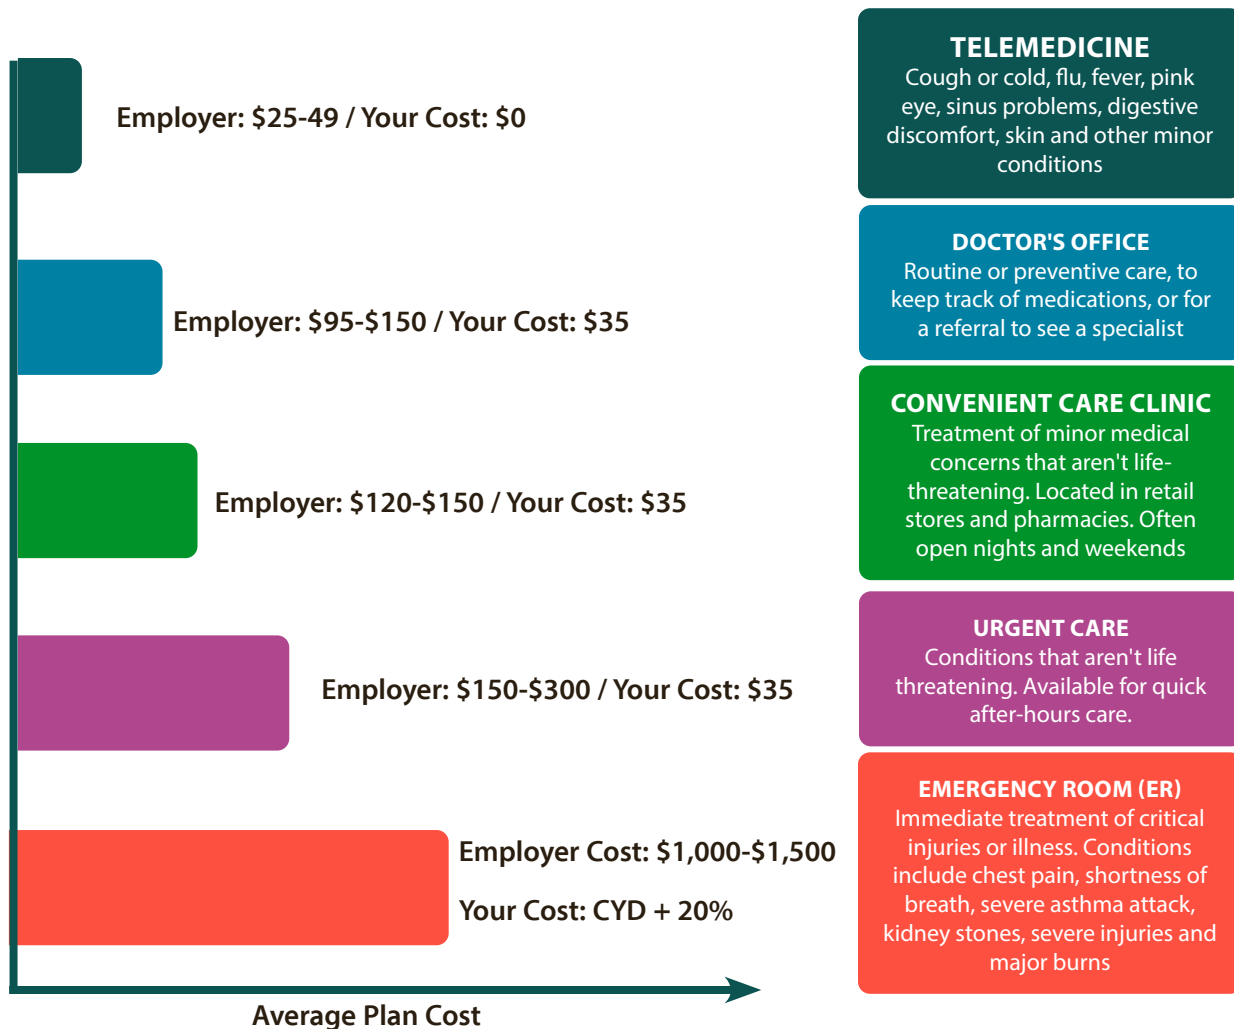 TELEMEDICINE
Cough or cold, flu, fever, pink
eye, sinus problems, digestive
discomfort, skin and other minor
conditions
Employer: $25-49 / Your Cost: $0
DOCTOR'S OFFICE
Routine or preventive care, to
keep track of medications, or for
a referral to see a specialist
Employer: $95-$150 / Your Cost: $35
CONVENIENT CARE CLINIC
Treatment of minor medical
concerns that aren't life-
threatening. Located in retail
stores and pharmacies. Often
open nights and weekends
Employer: $120-$150 / Your Cost: $35
URGENT CARE
Conditions that aren't life
threatening. Available for quick
after-hours care.
Employer: $150-$300 / Your Cost: $35
EMERGENCY ROOM (ER)
Immediate treatment of critical
injuries or illness. Conditions
include chest pain, shortness of
breath, severe asthma attack,
kidney stones, severe injuries and
major burns
Employer Cost: $1,000-$1,500
Your Cost: CYD + 20%
Average Plan Cost